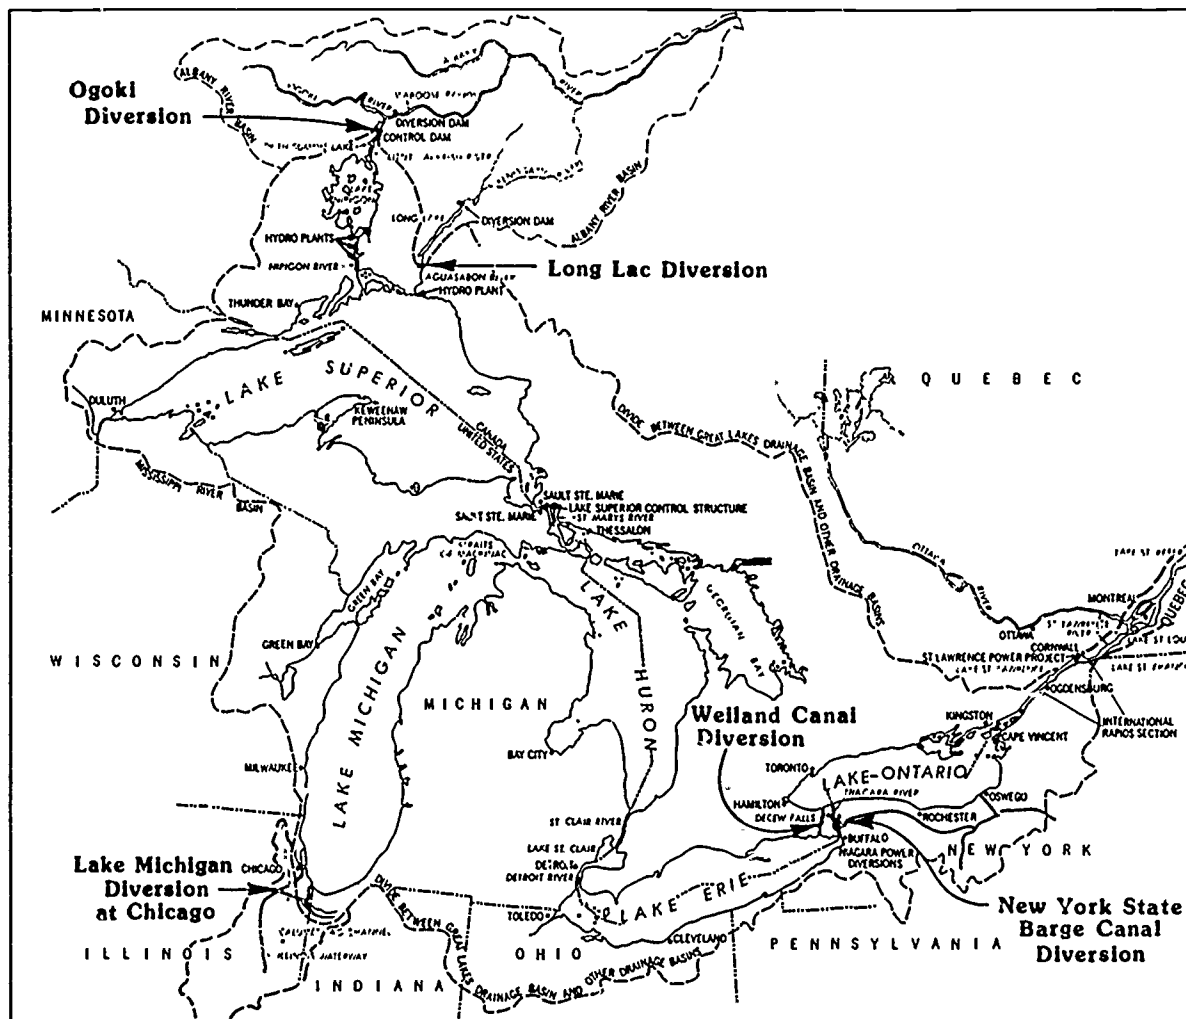 ALBANY RIVER BASIN
RIVER
RIVER
Ogoki
Diversion
DIVERSION DAM
CONTROL DAM
ALBANY RIVER BASIN
DIVERSION DAM
HYDRO PLANTS
NIPIGON RIVER
Long Lac Diversion
HYDRO PLANT
THUNDER BAY
MINNESOTA
LAKE SUPERIOR
QUEBEC
DULUTH
KEWEENAW
PENINSULA
CANADA
UNITED STATES
DIVIDE BETWEEN GREAT LAKES DRAINAGE BASIN AND OTHER DRAINAGE BASINS
MISSISSIPPI RIVER BASIN
SAULT STE. MARIE
LAKE SUPERIOR CONTROL STRUCTURE
SAULT STE. MARIE
ST MARYS RIVER
THESSALON
OTTAWA RIVER
GREEN BAY
LAKE HURON
GEORGIAN BAY
MONTREAL
QUEBEC
OTTAWA
CORNWALL
ST LAWRENCE POWER PROJECT
GREEN BAY
WISCONSIN
LAKE MICHIGAN
MICHIGAN
OGDENSBURG
INTERNATIONAL
RAPIDS SECTION
KINGSTON
CAPE VINCENT
Welland Canal
Diversion
BAY CITY
MILWAUKEE
TORONTO
LAKE ONTARIO
NIAGARA RIVER
OSWEGO
HAMILTON
DECEW FALLS
ROCHESTER
ST CLAIR RIVER
LAKE ST. CLAIR
BUFFALO
NIAGARA POWER
DIVERSIONS
NEW YORK
Lake Michigan
Diversion
at Chicago
CHICAGO
DETROIT RIVER
LAKE ERIE
TOLEDO
CLEVELAND
New York State
Barge Canal
Diversion
PENNSYLVANIA
ILLINOIS
INDIANA
OHIO
DIVIDE BETWEEN GREAT LAKES DRAINAGE BASIN AND OTHER DRAINAGE BASINS